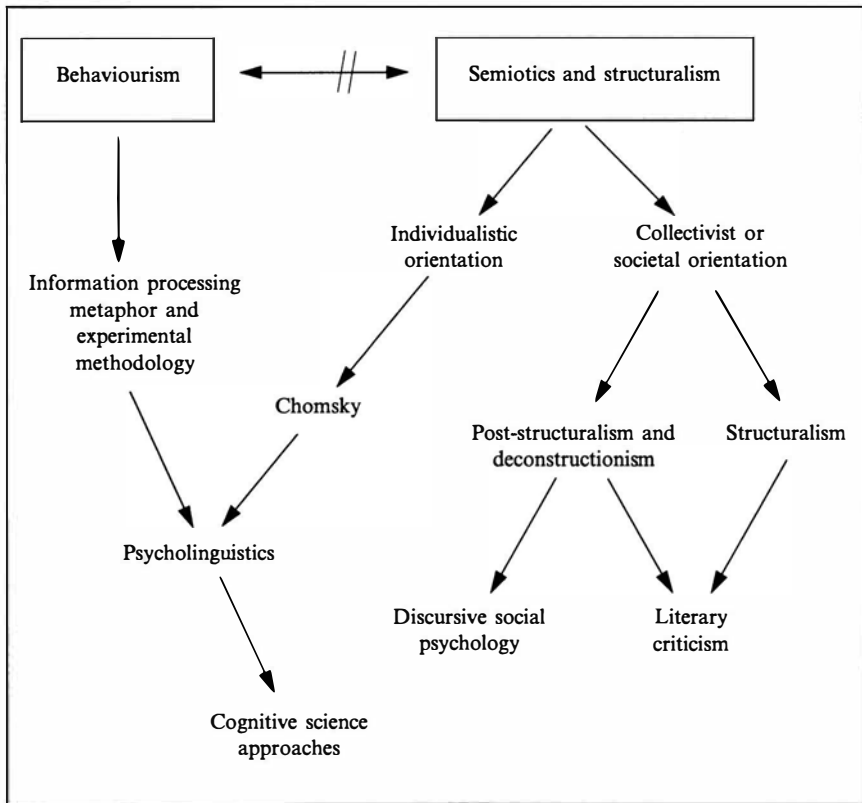 Behaviourism
Semiotics and structuralism
Individualistic
orientation
Collectivist or
societal orientation
Information processing
metaphor and
experimental
methodology
Chomsky
Post-structuralism and
deconstructionism
Structuralism
Psycholinguistics
Discursive social
psychology
Literary
criticism
Cognitive science
approaches